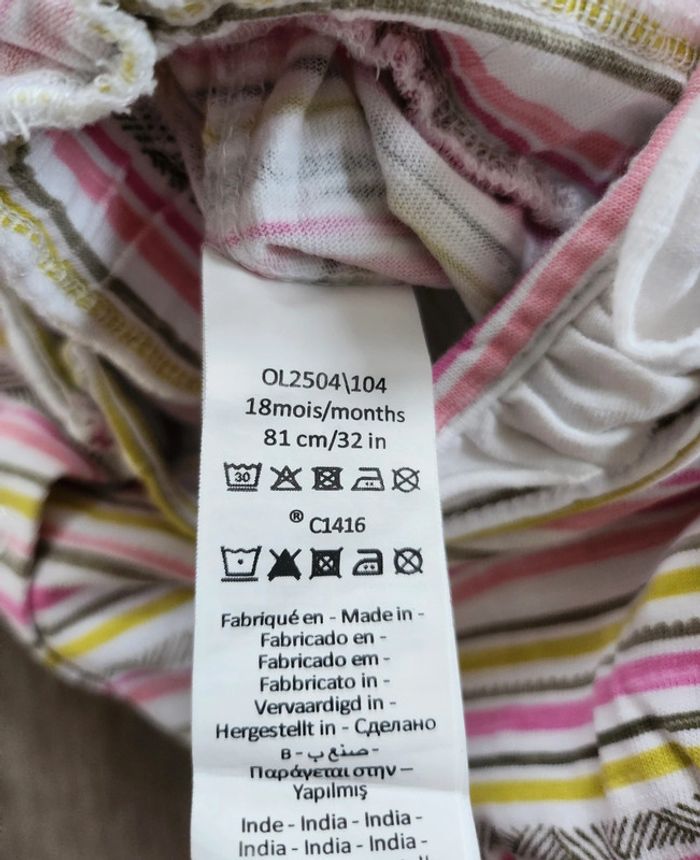 OL2504\104
18mois/months
81 cm/32 in
30
® C1416
Fabriqué en - Made in -
Fabricado en -
Fabricado em -
Fabbricato in -
Vervaardigd in -
Hergestellt in - Сделано
в - صنع ب -
Παράγεται στην –
Yapılmış
Inde - India - India -
India - India - India -